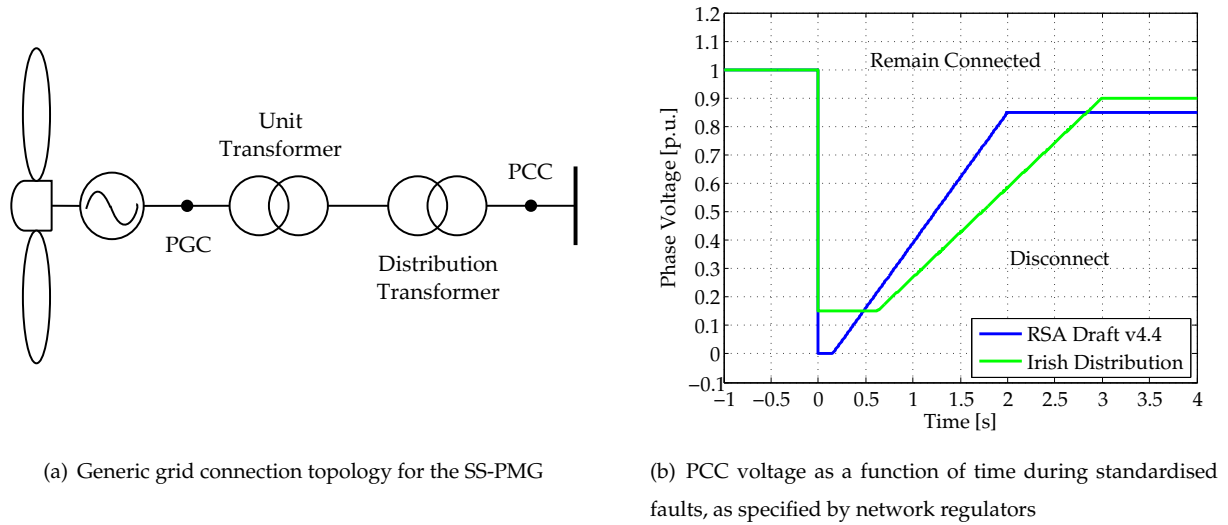 Unit
Transformer
PCC
PGC
Distribution
Transformer
(a) Generic grid connection topology for the SS-PMG
1.2
1.1
1
0.9
0.8
0.7
0.6
0.5
0.4
0.3
0.2
0.1
0
−0.1
Phase Voltage [p.u.]
Remain Connected
Disconnect
RSA Draft v4.4
Irish Distribution
−1 −0.5 0 0.5 1 1.5 2 2.5 3 3.5 4
Time [s]
(b) PCC voltage as a function of time during standardised
faults, as specified by network regulators